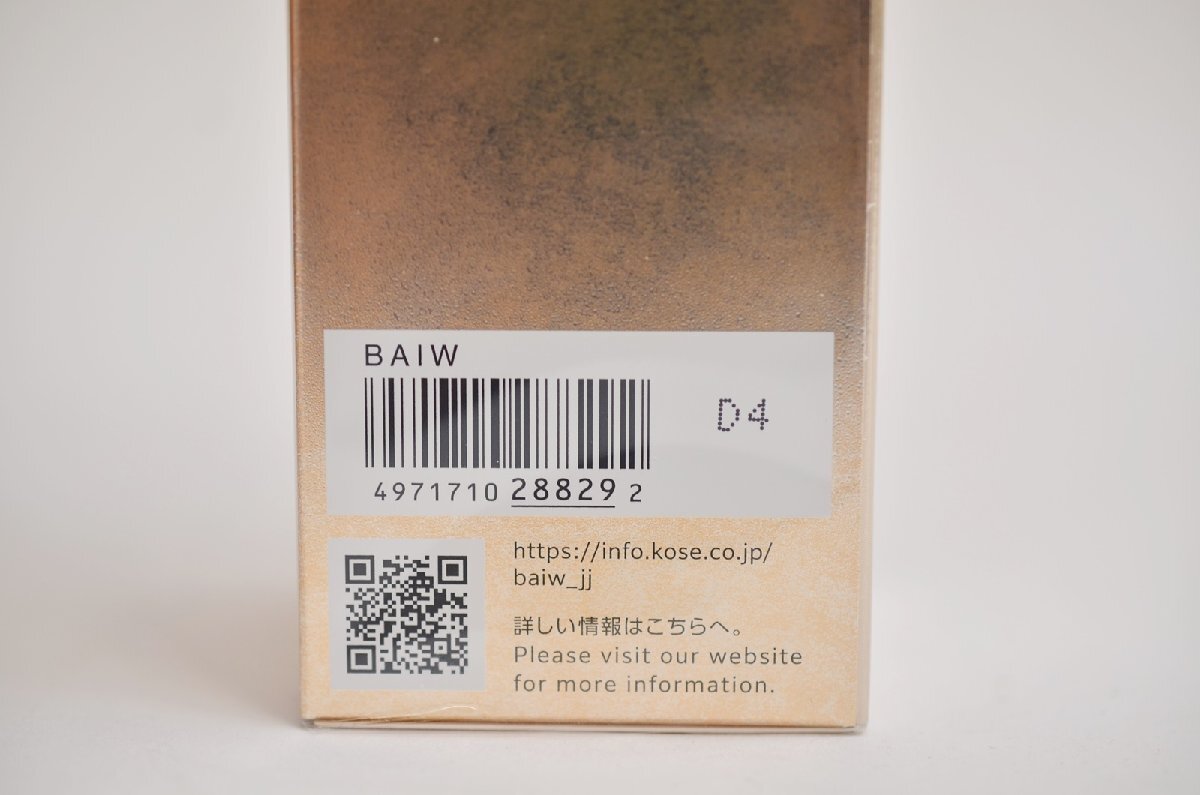 BAIW
D4
4971710 28829 2
https://info.kose.co.jp/
baiw_jj
詳しい情報はこちらへ。
Please visit our website
for more information.